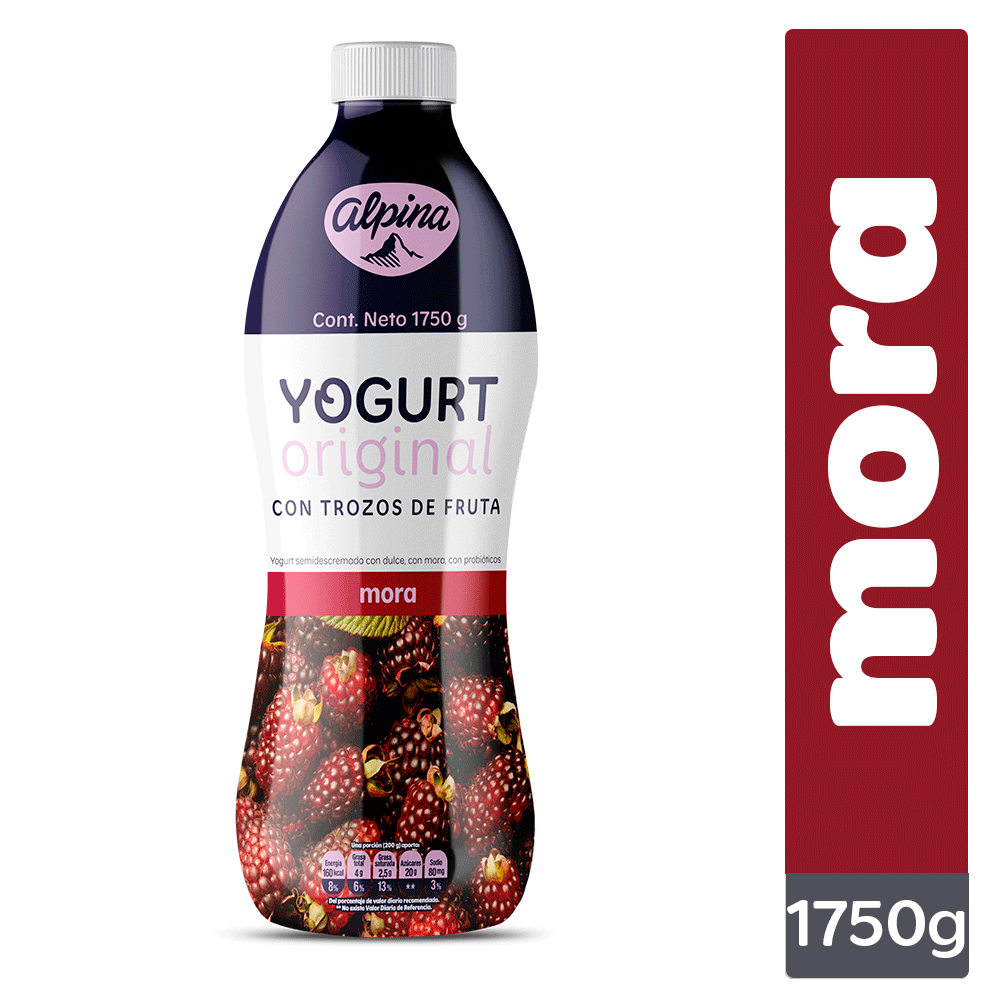 alpina
Cont. Neto 1750 g
YOGURT
original
CON TROZOS DE FRUTA
Yogurt semidescremado con dulce, con mora, con probióticos
mora
Una porción (200 g) aporta:
Energía Grasa total Grasa saturada Azúcares Sodio
160 kcal 4 g 2,5 g 20 g 80 mg
8% 6% 13% ** 3%
Del porcentaje de valor diario recomendado.
** No existe Valor Diario de Referencia.
mora
1750g